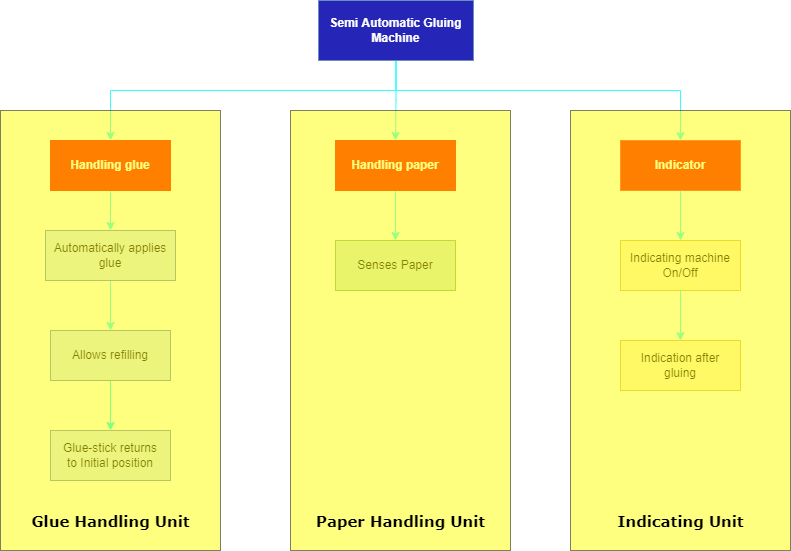 Semi Automatic Gluing
Machine
Handling glue
Handling paper
Indicator
Automatically applies
glue
Senses Paper
Indicating machine
On/Off
Allows refilling
Indication after
gluing
Glue-stick returns
to Initial position
Glue Handling Unit
Paper Handling Unit
Indicating Unit